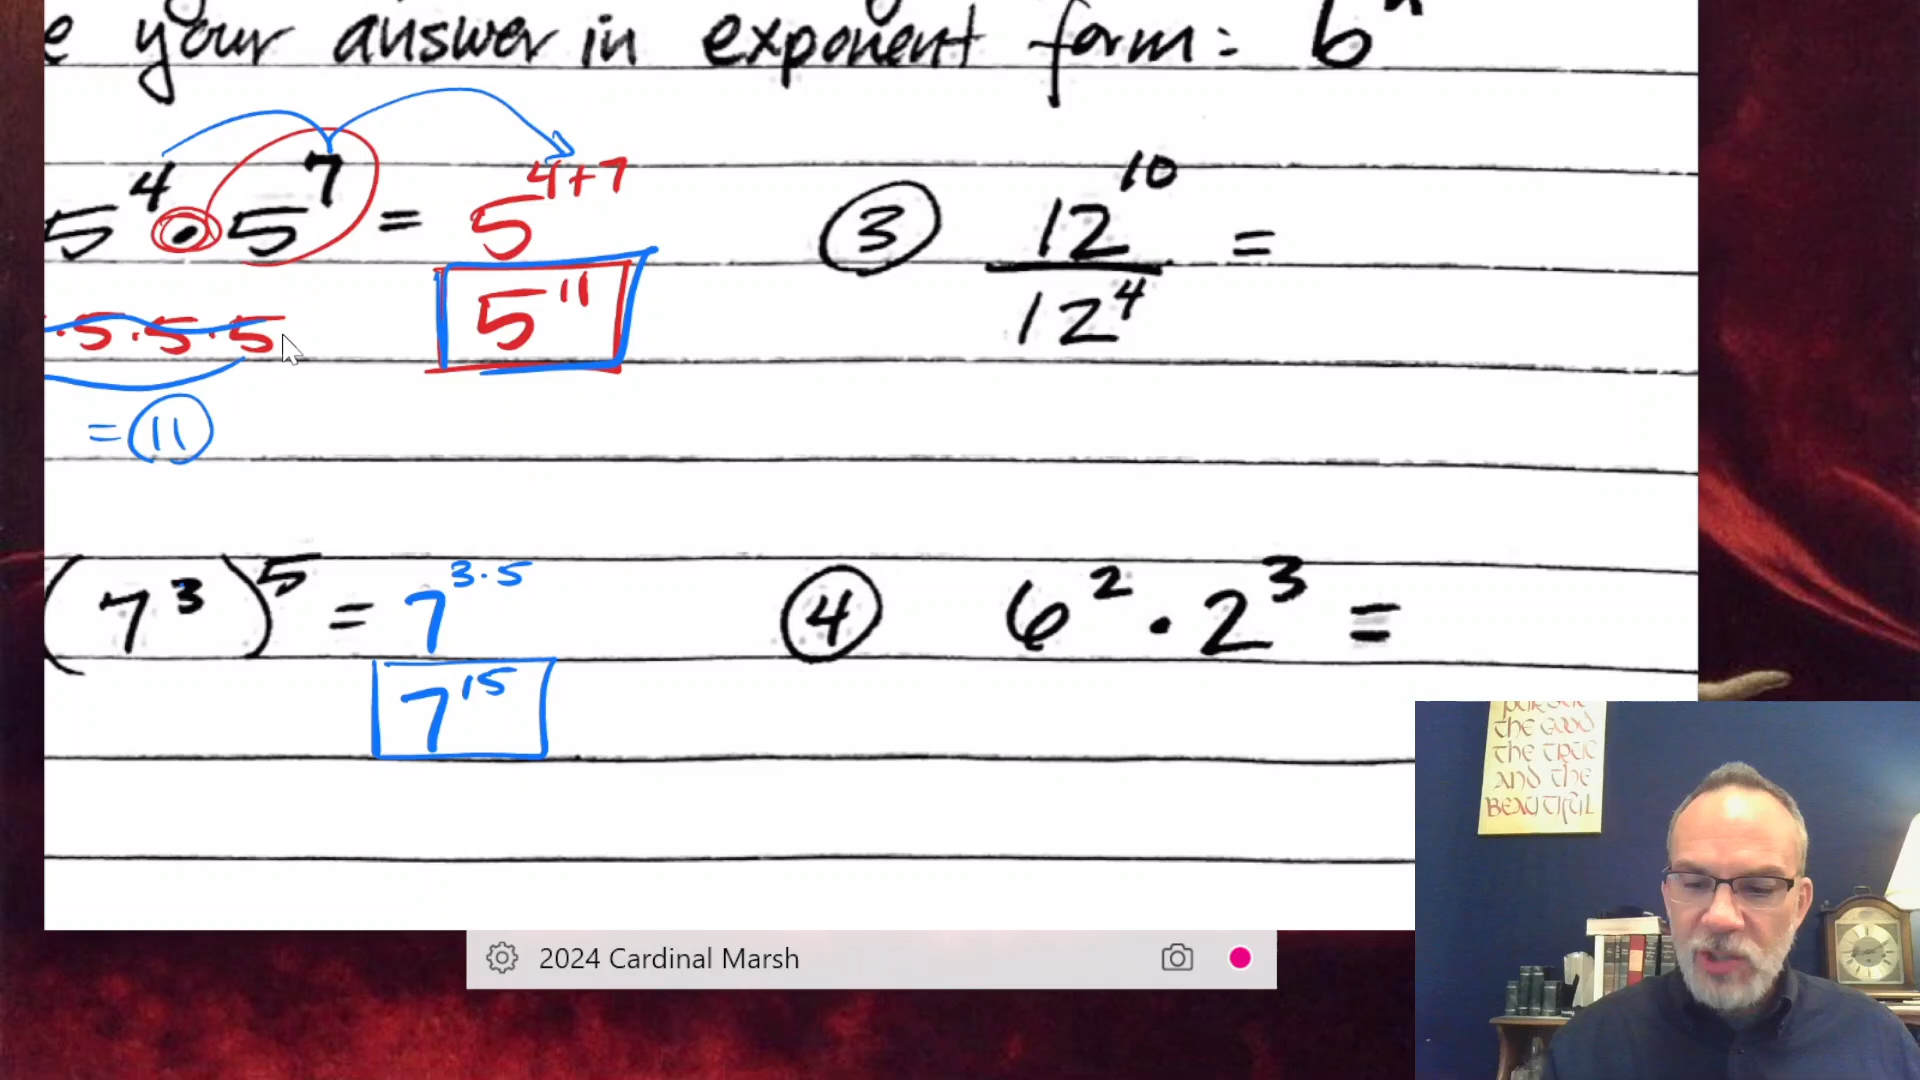 e your answer in exponent form: b
5⁴ • 5⁷ = 5⁴⁺⁷
5¹¹
· 5 · 5 · 5
= 11
(7³)⁵ = 7³·⁵
7¹⁵
③ 12¹⁰ / 12⁴ =
④ 6² · 2³ =
THE GOOD
THE TRUE
AND THE
BEAUTIFUL
2024 Cardinal Marsh